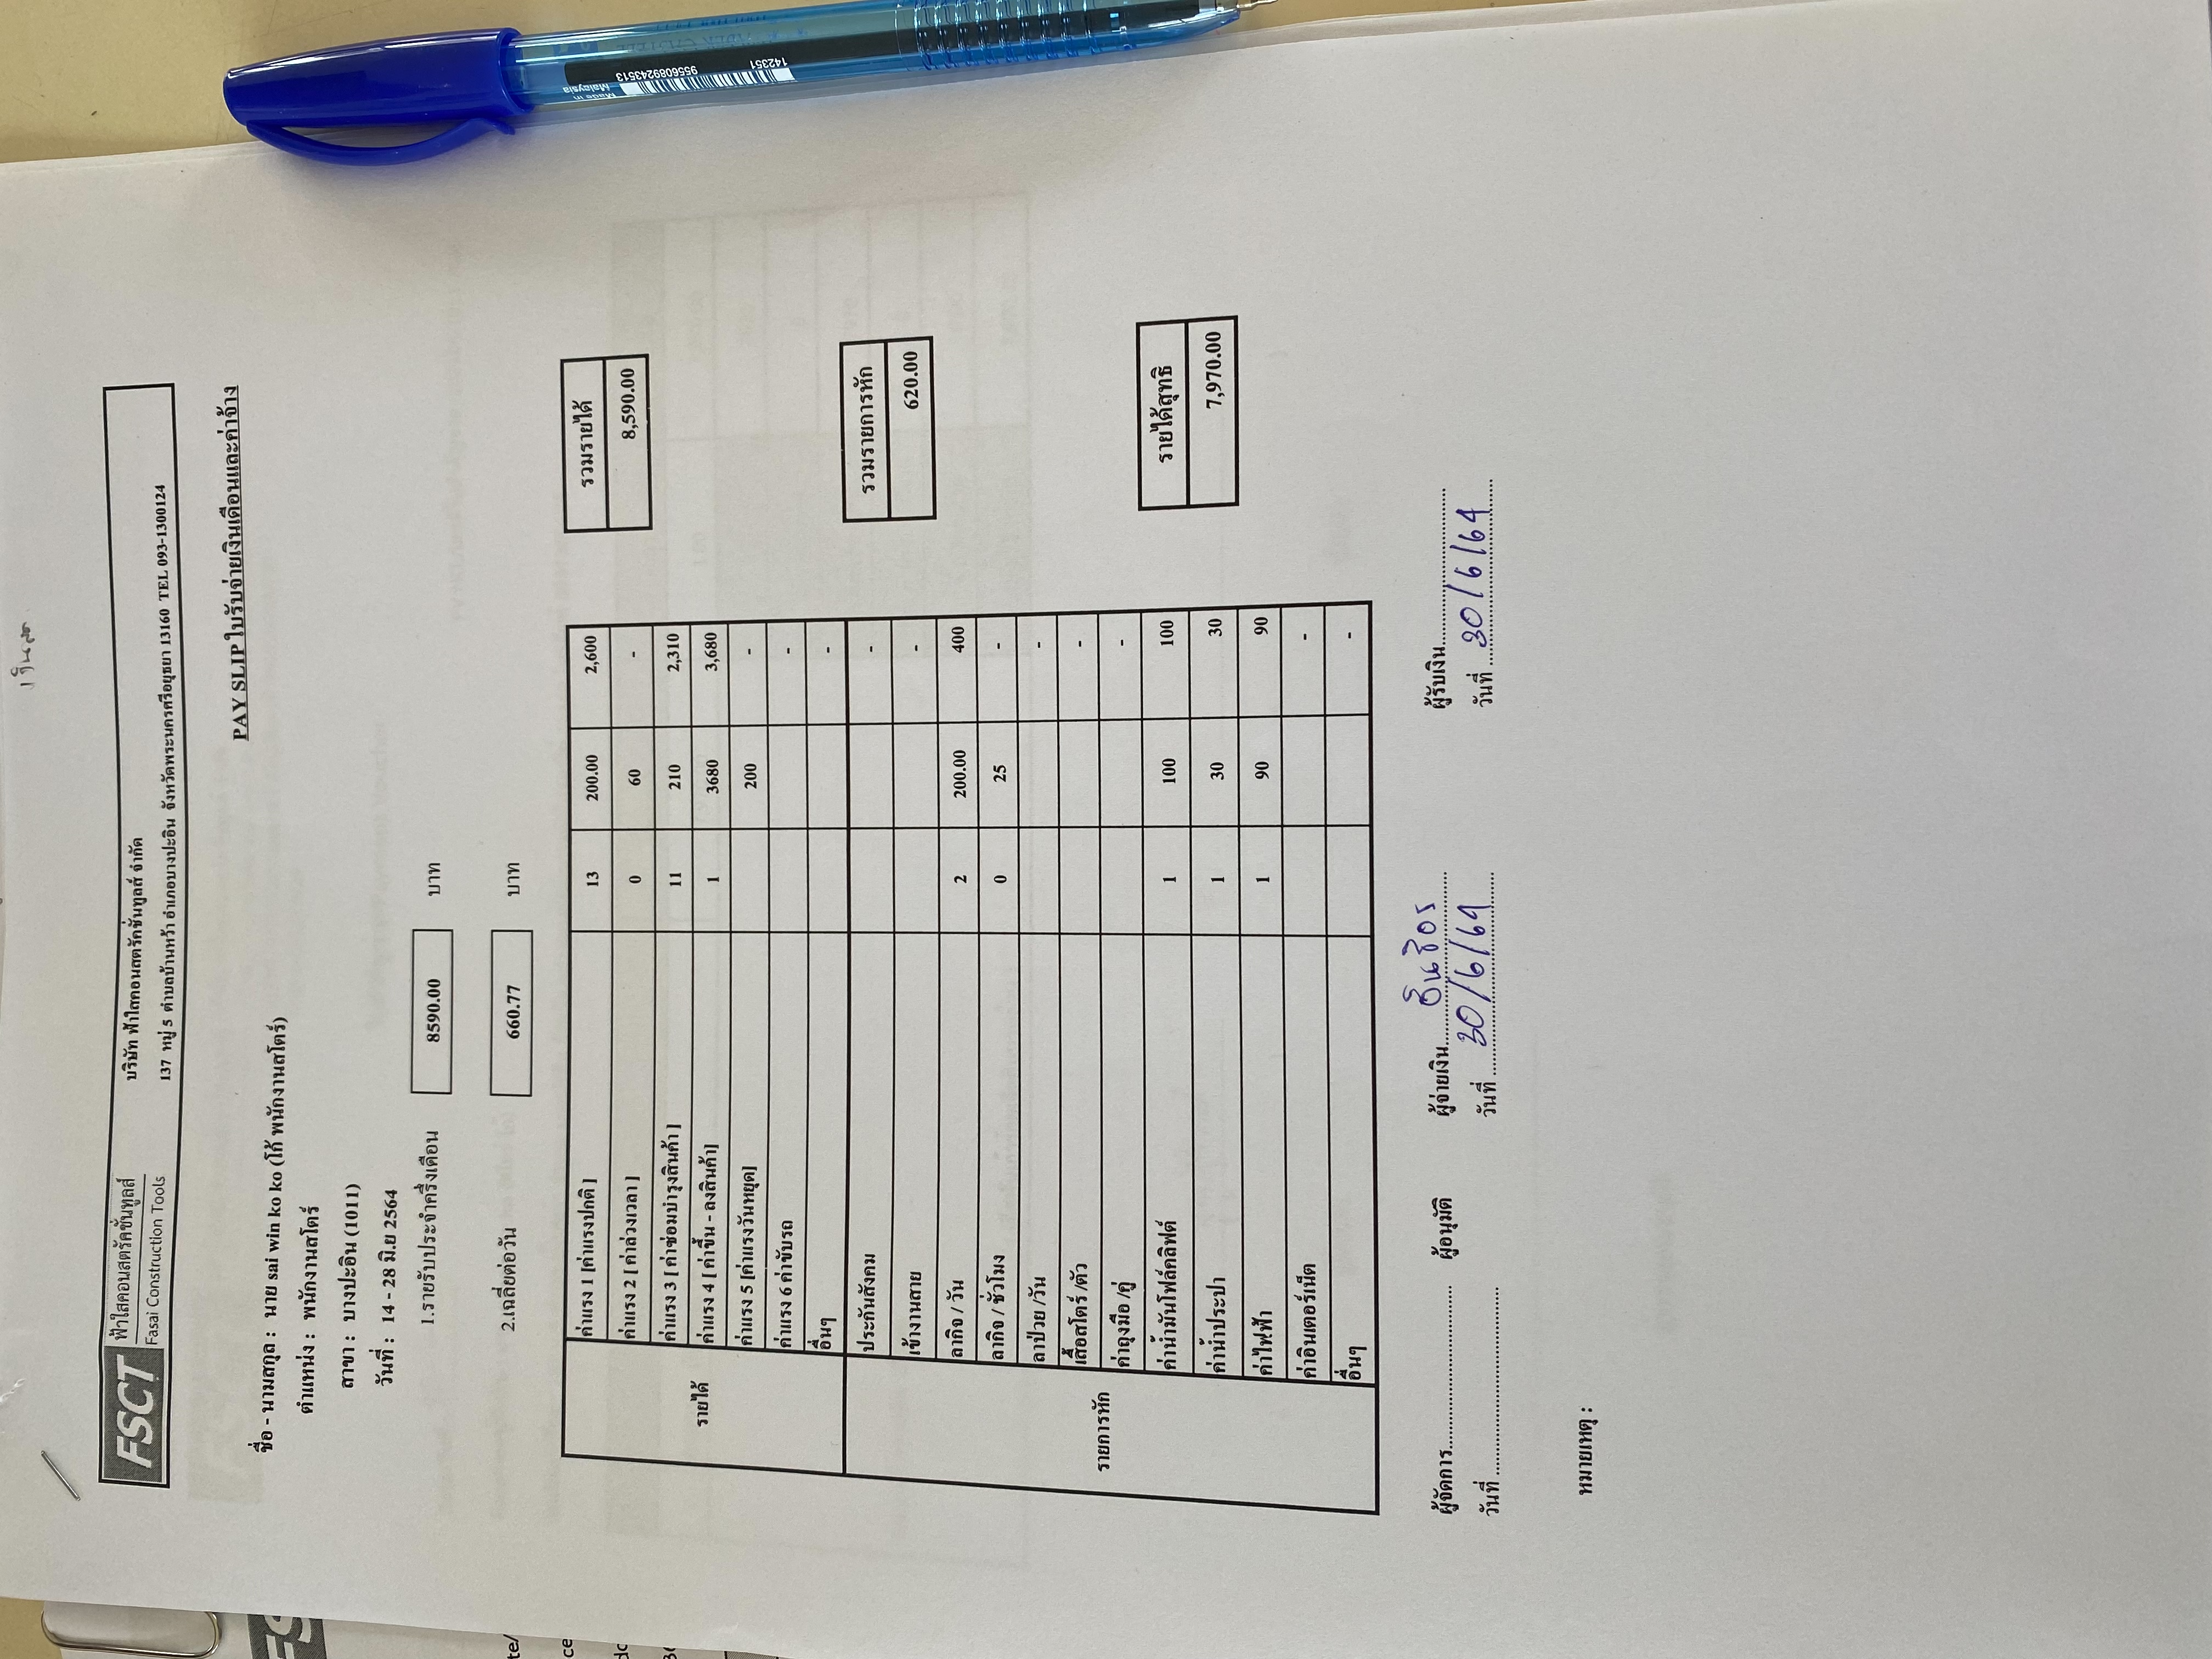 เงินสด
FSCT ฟ้าใสคอนสตรัคชั่นทูลส์
Fasai Construction Tools
บริษัท ฟ้าใสคอนสตรัคชั่นทูลส์ จำกัด
137 หมู่ 5 ตำบลบ้านหว้า อำเภอบางปะอิน จังหวัดพระนครศรีอยุธยา 13160 TEL 093-1300124
PAY SLIP ใบรับจ่ายเงินเดือนและค่าจ้าง
ชื่อ - นามสกุล : นาย sai win ko ko (โก้ พนักงานสโตร์)
ตำแหน่ง : พนักงานสโตร์
สาขา : บางปะอิน (1011)
วันที่ : 14 - 28 มิ.ย 2564
1.รายรับประจำครึ่งเดือน 8590.00 บาท
2.เฉลี่ยต่อวัน 660.77 บาท
รายได้
ค่าแรง 1 [ค่าแรงปกติ ] 13 200.00 2,600
ค่าแรง 2 [ ค่าล่วงเวลา ] 0 60 -
ค่าแรง 3 [ ค่าซ่อมบำรุงสินค้า ] 11 210 2,310
ค่าแรง 4 [ ค่าขึ้น - ลงสินค้า] 1 3680 3,680
ค่าแรง 5 [ค่าแรงวันหยุด] 200 -
ค่าแรง 6 ค่าขับรถ -
อื่นๆ -
รวมรายได้
8,590.00
รายการหัก
ประกันสังคม -
เข้างานสาย -
ลากิจ / วัน 2 200.00 400
ลากิจ / ชั่วโมง 0 25 -
ลาป่วย /วัน -
เสื้อสโตร์ /ตัว -
ค่าถุงมือ /คู่ -
ค่าน้ำมันโฟล์คลิฟต์ 1 100 100
ค่าน้ำประปา 1 30 30
ค่าไฟฟ้า 1 90 90
ค่าอินเตอร์เน็ต -
อื่นๆ -
รวมรายการหัก
620.00
รายได้สุทธิ
7,970.00
ผู้จัดการ................................ ผู้อนุมัติ ผู้จ่ายเงิน................................ ผู้รับเงิน................................
วันที่ ................................ วันที่ 30/6/64 วันที่ 30/6/64
หมายเหตุ :
Made in
Malaysia
9556089243513
142351